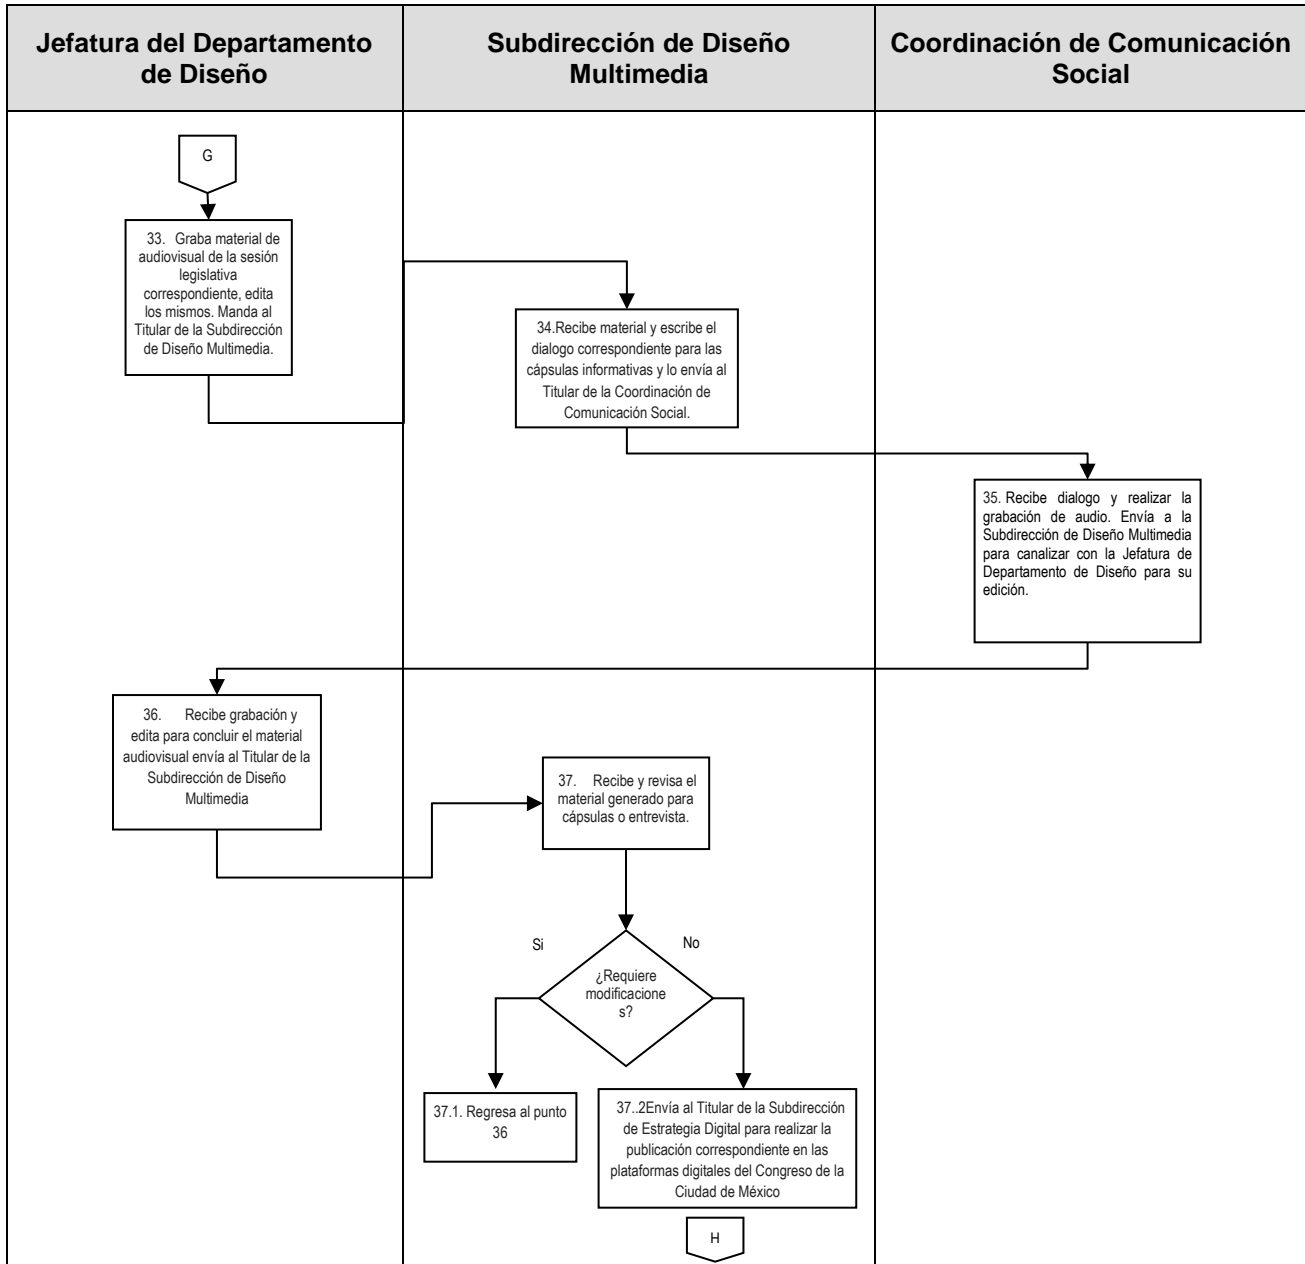 Jefatura del Departamento
de Diseño
Subdirección de Diseño
Multimedia
Coordinación de Comunicación
Social
G
33. Graba material de
audiovisual de la sesión
legislativa
correspondiente, edita
los mismos. Manda al
Titular de la Subdirección
de Diseño Multimedia.
34.Recibe material y escribe el
dialogo correspondiente para las
cápsulas informativas y lo envía al
Titular de la Coordinación de
Comunicación Social.
35. Recibe dialogo y realizar la
grabación de audio. Envía a la
Subdirección de Diseño Multimedia
para canalizar con la Jefatura de
Departamento de Diseño para su
edición.
36. Recibe grabación y
edita para concluir el material
audiovisual envía al Titular de la
Subdirección de Diseño
Multimedia
37. Recibe y revisa el
material generado para
cápsulas o entrevista.
Si
No
¿Requiere
modificacione
s?
37.1. Regresa al punto
36
37..2Envía al Titular de la Subdirección
de Estrategia Digital para realizar la
publicación correspondiente en las
plataformas digitales del Congreso de la
Ciudad de México
H